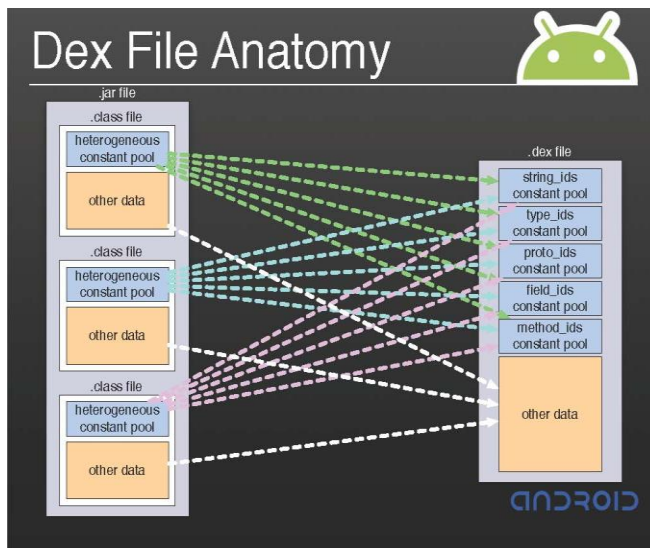 Dex File Anatomy
.jar file
.class file
heterogeneous
constant pool
other data
.class file
heterogeneous
constant pool
other data
.class file
heterogeneous
constant pool
other data
.dex file
string_ids
constant pool
type_ids
constant pool
proto_ids
constant pool
field_ids
constant pool
method_ids
constant pool
other data
ANDROID